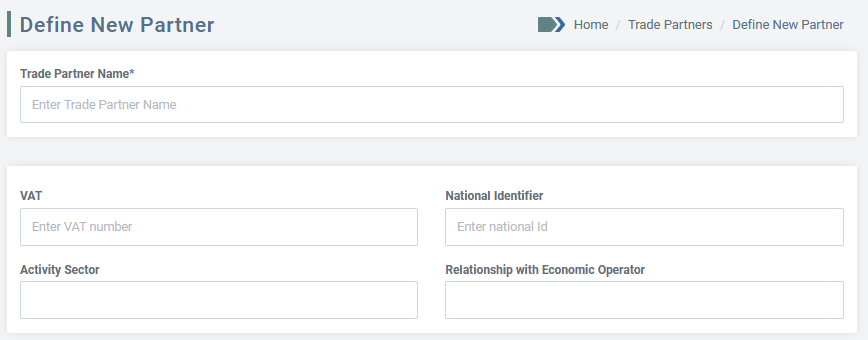 Define New Partner
Home / Trade Partners / Define New Partner
Trade Partner Name*
Enter Trade Partner Name
VAT
National Identifier
Enter VAT number
Enter national Id
Activity Sector
Relationship with Economic Operator